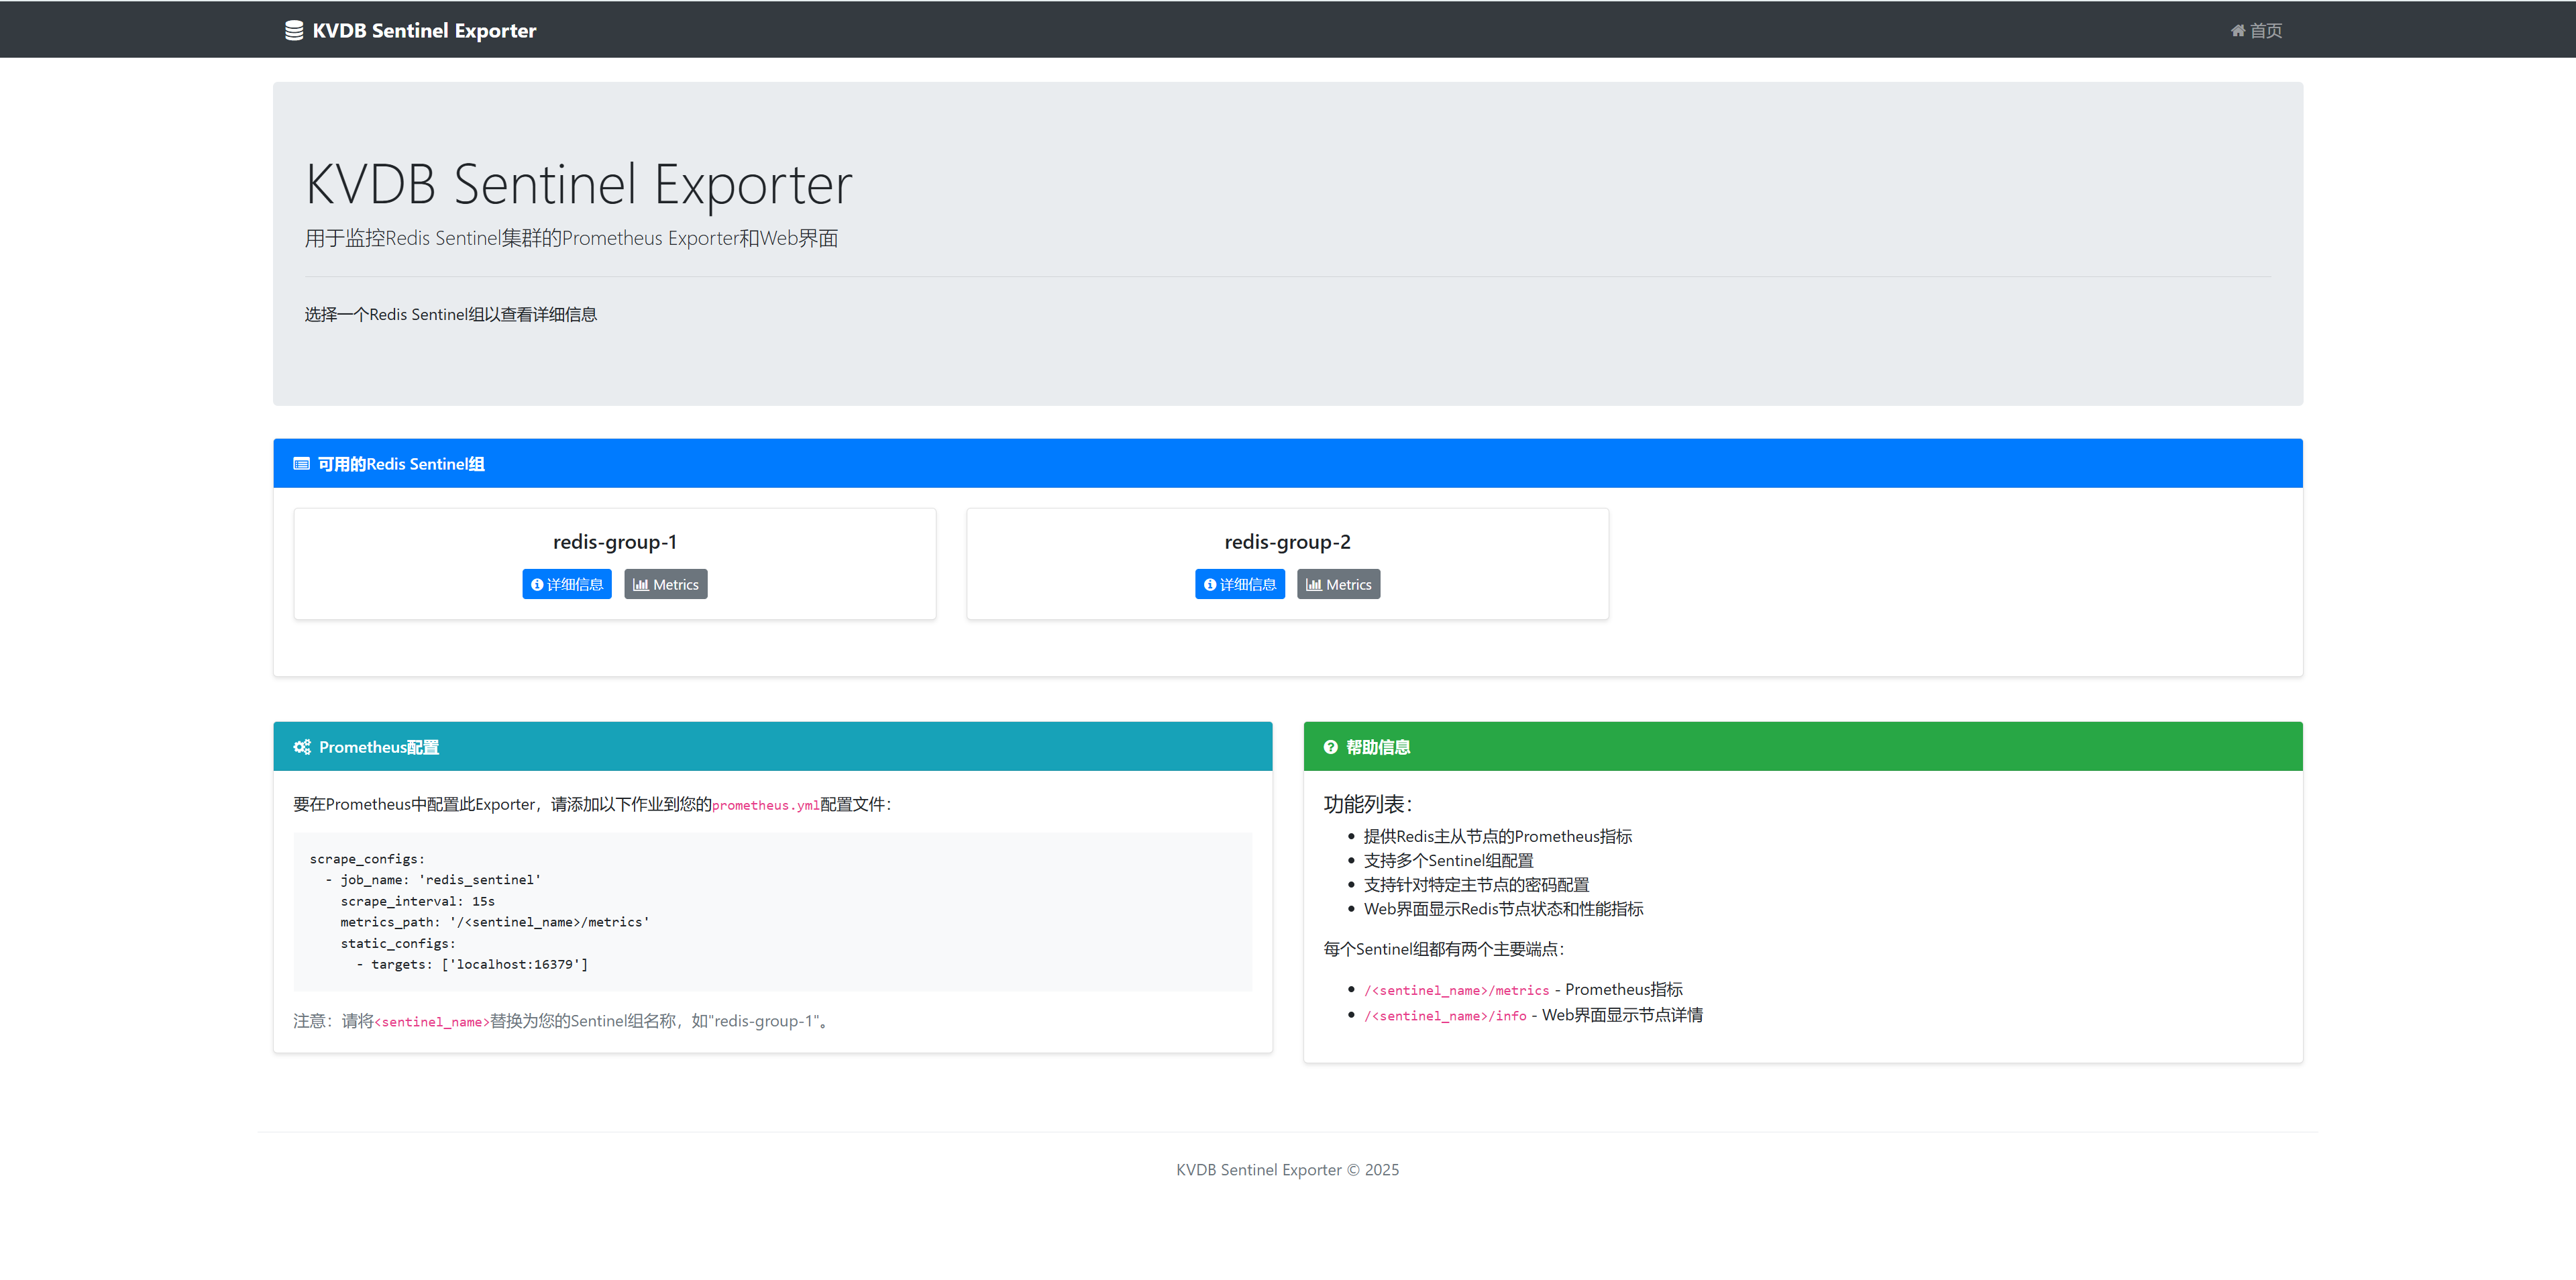 KVDB Sentinel Exporter
首页
KVDB Sentinel Exporter
用于监控Redis Sentinel集群的Prometheus Exporter和Web界面
选择一个Redis Sentinel组以查看详细信息
可用的Redis Sentinel组
redis-group-1
详细信息 Metrics
redis-group-2
详细信息 Metrics
Prometheus配置
要在Prometheus中配置此Exporter，请添加以下作业到您的prometheus.yml配置文件：
scrape_configs:
  - job_name: 'redis_sentinel'
    scrape_interval: 15s
    metrics_path: '/<sentinel_name>/metrics'
    static_configs:
      - targets: ['localhost:16379']
注意：请将<sentinel_name>替换为您的Sentinel组名称，如"redis-group-1"。
帮助信息
功能列表：
提供Redis主从节点的Prometheus指标
支持多个Sentinel组配置
支持针对特定主节点的密码配置
Web界面显示Redis节点状态和性能指标
每个Sentinel组都有两个主要端点：
/<sentinel_name>/metrics - Prometheus指标
/<sentinel_name>/info - Web界面显示节点详情
KVDB Sentinel Exporter © 2025